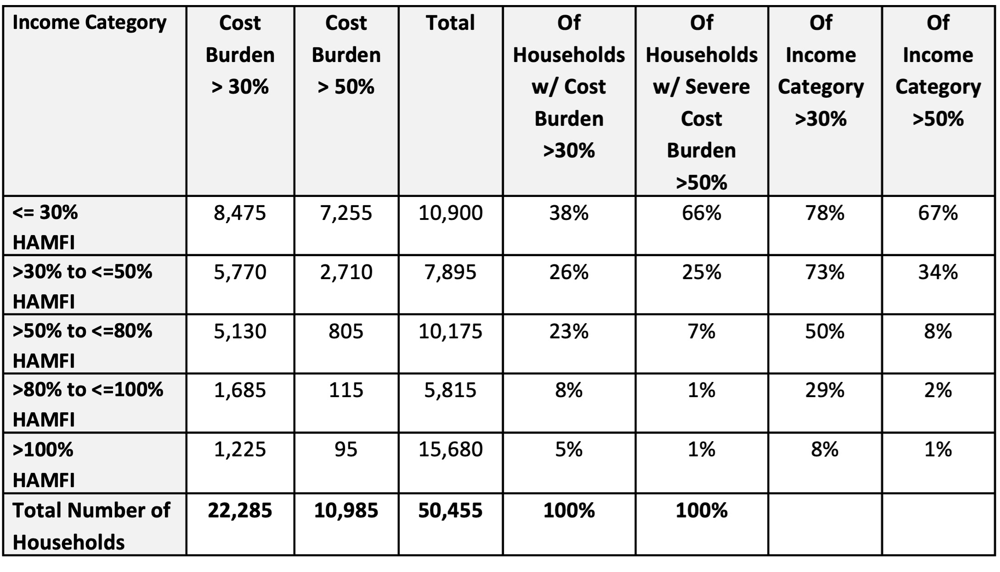 Income Category
Cost
Burden
> 30%
Cost
Burden
> 50%
Total
Of
Households
w/ Cost
Burden
>30%
Of
Households
w/ Severe
Cost
Burden
>50%
Of
Income
Category
>30%
Of
Income
Category
>50%
<= 30%
HAMFI
8,475
7,255
10,900
38%
66%
78%
67%
>30% to <=50%
HAMFI
5,770
2,710
7,895
26%
25%
73%
34%
>50% to <=80%
HAMFI
5,130
805
10,175
23%
7%
50%
8%
>80% to <=100%
HAMFI
1,685
115
5,815
8%
1%
29%
2%
>100%
HAMFI
1,225
95
15,680
5%
1%
8%
1%
Total Number of
Households
22,285
10,985
50,455
100%
100%